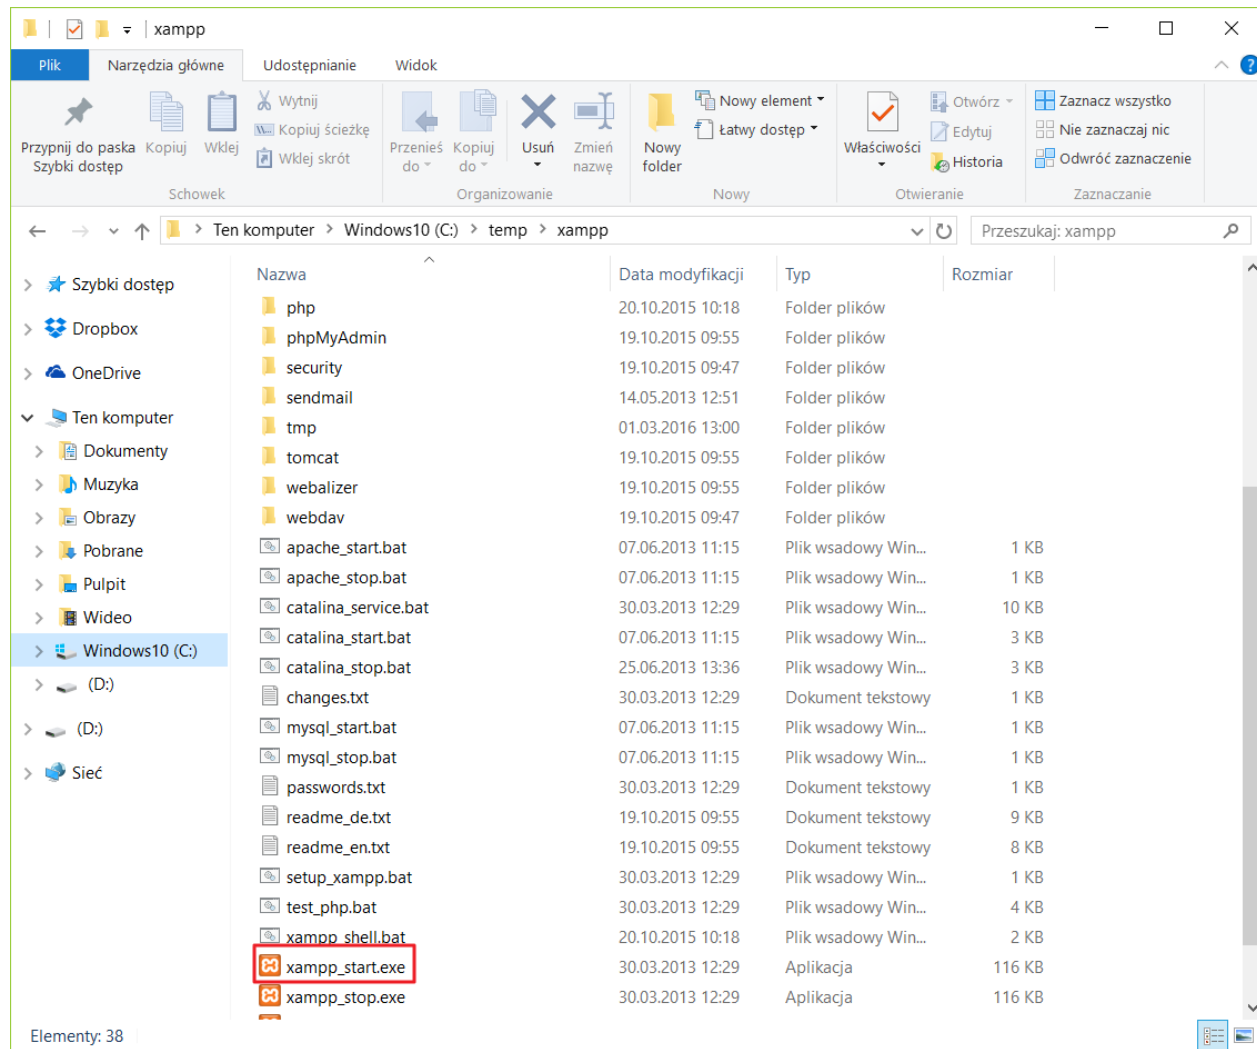 xampp
Plik Narzędzia główne Udostępnianie Widok
Przypnij do paska Szybki dostęp
Kopiuj
Wklej
Wytnij
Kopiuj ścieżkę
Wklej skrót
Schowek
Przenieś do
Kopiuj do
Usuń
Zmień nazwę
Organizowanie
Nowy folder
Nowy element
Łatwy dostęp
Nowy
Właściwości
Otwórz
Edytuj
Historia
Otwieranie
Zaznacz wszystko
Nie zaznaczaj nic
Odwróć zaznaczenie
Zaznaczanie
Ten komputer > Windows10 (C:) > temp > xampp
Przeszukaj: xampp
Szybki dostęp
Dropbox
OneDrive
Ten komputer
Dokumenty
Muzyka
Obrazy
Pobrane
Pulpit
Wideo
Windows10 (C:)
(D:)
(D:)
Sieć
Nazwa Data modyfikacji Typ Rozmiar
php 20.10.2015 10:18 Folder plików
phpMyAdmin 19.10.2015 09:55 Folder plików
security 19.10.2015 09:47 Folder plików
sendmail 14.05.2013 12:51 Folder plików
tmp 01.03.2016 13:00 Folder plików
tomcat 19.10.2015 09:55 Folder plików
webalizer 19.10.2015 09:55 Folder plików
webdav 19.10.2015 09:47 Folder plików
apache_start.bat 07.06.2013 11:15 Plik wsadowy Win... 1 KB
apache_stop.bat 07.06.2013 11:15 Plik wsadowy Win... 1 KB
catalina_service.bat 30.03.2013 12:29 Plik wsadowy Win... 10 KB
catalina_start.bat 07.06.2013 11:15 Plik wsadowy Win... 3 KB
catalina_stop.bat 25.06.2013 13:36 Plik wsadowy Win... 3 KB
changes.txt 30.03.2013 12:29 Dokument tekstowy 1 KB
mysql_start.bat 07.06.2013 11:15 Plik wsadowy Win... 1 KB
mysql_stop.bat 07.06.2013 11:15 Plik wsadowy Win... 1 KB
passwords.txt 30.03.2013 12:29 Dokument tekstowy 1 KB
readme_de.txt 19.10.2015 09:55 Dokument tekstowy 9 KB
readme_en.txt 19.10.2015 09:55 Dokument tekstowy 8 KB
setup_xampp.bat 30.03.2013 12:29 Plik wsadowy Win... 1 KB
test_php.bat 30.03.2013 12:29 Plik wsadowy Win... 4 KB
xampp_shell.bat 20.10.2015 10:18 Plik wsadowy Win... 2 KB
xampp_start.exe 30.03.2013 12:29 Aplikacja 116 KB
xampp_stop.exe 30.03.2013 12:29 Aplikacja 116 KB
Elementy: 38